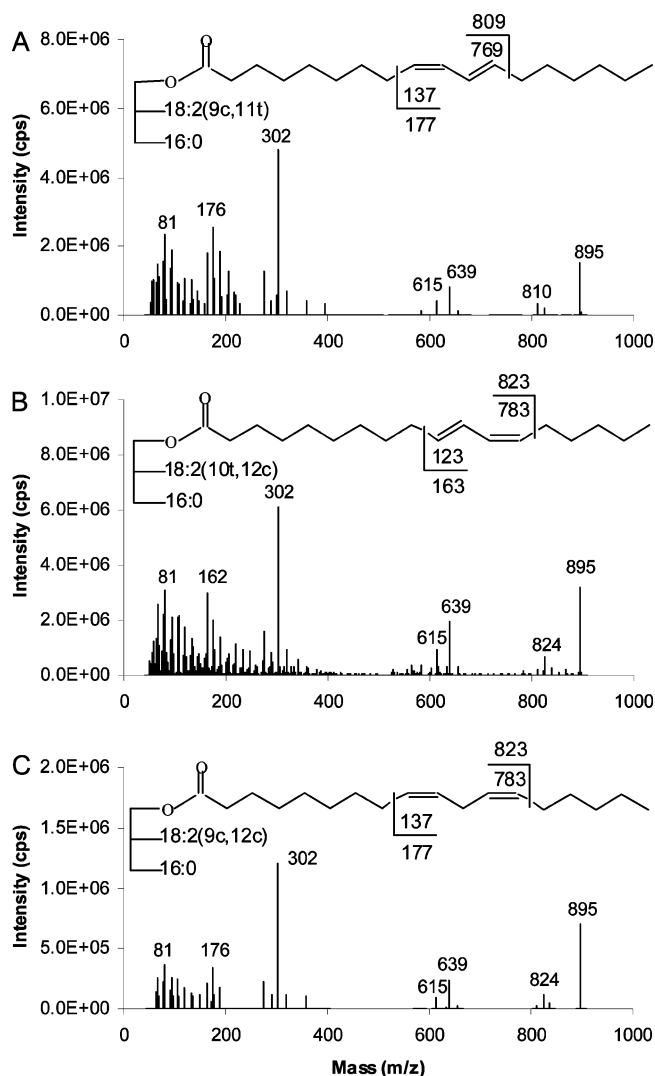 A
Intensity (cps)
8.0E+06
6.0E+06
4.0E+06
2.0E+06
0.0E+00
O
O
18:2(9c,11t)
16:0
809
769
137
177
81
176
302
615
639
810
895
0 200 400 600 800 1000
B
Intensity (cps)
1.0E+07
8.0E+06
6.0E+06
4.0E+06
2.0E+06
0.0E+00
O
O
18:2(10t,12c)
16:0
823
783
123
163
81
162
302
615
639
824
895
0 200 400 600 800 1000
C
Intensity (cps)
2.0E+06
1.5E+06
1.0E+06
5.0E+05
0.0E+00
O
O
18:2(9c,12c)
16:0
823
783
137
177
81
176
302
615
639
824
895
0 200 400 600 800 1000
Mass (m/z)